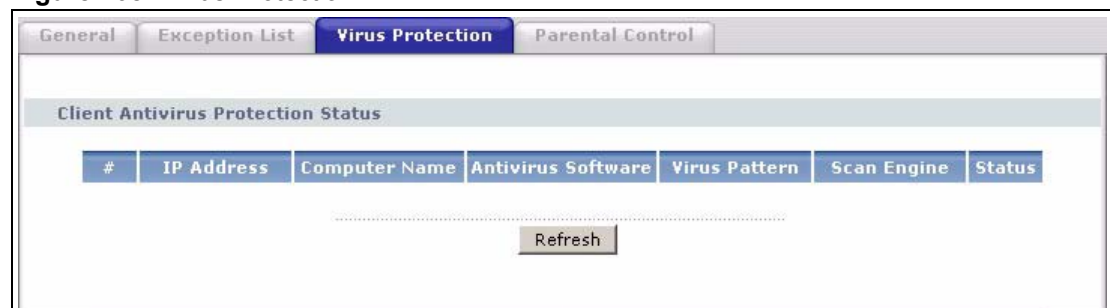 General Exception List Virus Protection Parental Control
Client Antivirus Protection Status
# IP Address Computer Name Antivirus Software Virus Pattern Scan Engine Status
Refresh